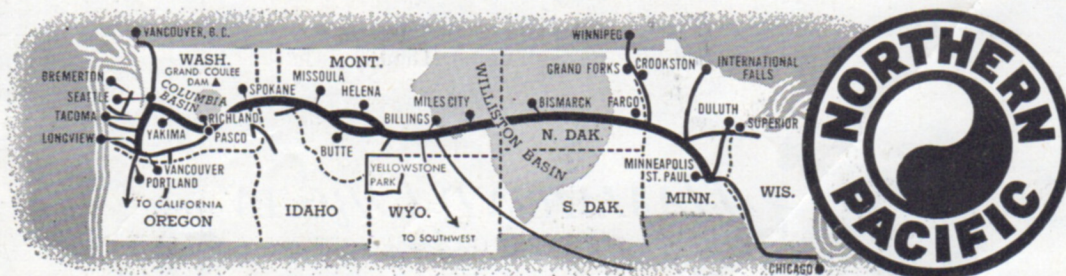 VANCOUVER, B. C.
WASH.
GRAND COULEE
DAM
COLUMBIA
BASIN
BREMERTON
SEATTLE
TACOMA
LONGVIEW
YAKIMA
RICHLAND
PASCO
VANCOUVER
PORTLAND
TO CALIFORNIA
OREGON
SPOKANE
MISSOULA
MONT.
HELENA
BUTTE
IDAHO
YELLOWSTONE
PARK
WYO.
BILLINGS
MILES CITY
TO SOUTHWEST
WILLISTON BASIN
BISMARCK
N. DAK.
S. DAK.
WINNIPEG
GRAND FORKS
CROOKSTON
FARGO
INTERNATIONAL
FALLS
DULUTH
SUPERIOR
MINNEAPOLIS
ST. PAUL
MINN.
WIS.
CHICAGO
NORTHERN
PACIFIC